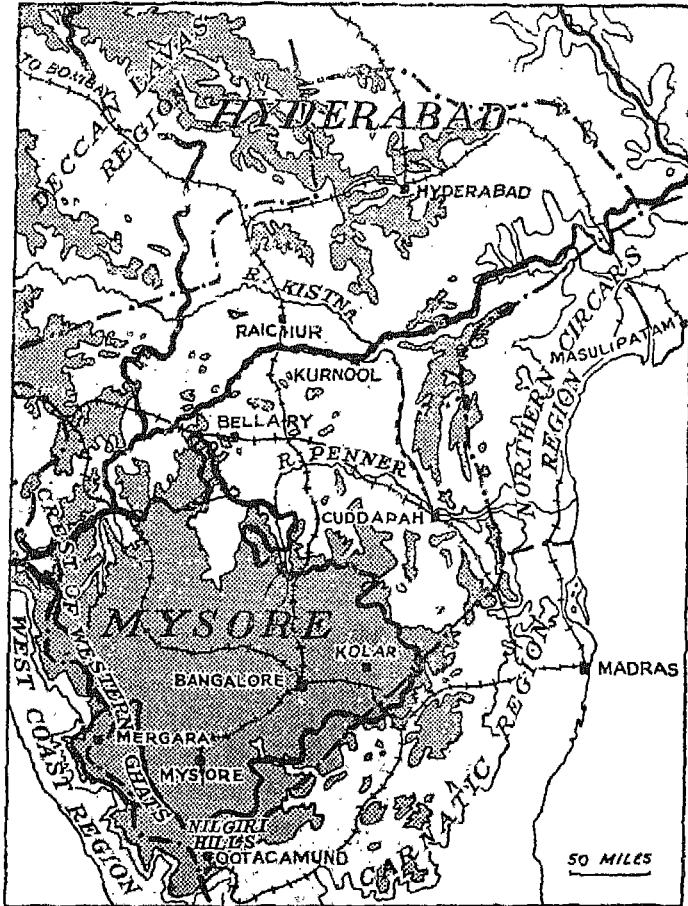 TO BOMBAY
DECCAN LAVAS
REGION
HYDERABAD
HYDERABAD
R. KISTNA
RAICHUR
KURNOOL
MASULIPATAM
NORTHERN CIRCARS
REGION
BELLARY
R. PENNER
CUDDAPAH
CREST OF WESTERN
GHATS
WEST COAST REGION
MYSORE
KOLAR
BANGALORE
MADRAS
MERGARA
MYSORE
NILGIRI
HILLS
OOTACAMUND
CARNATIC REGION
50 MILES